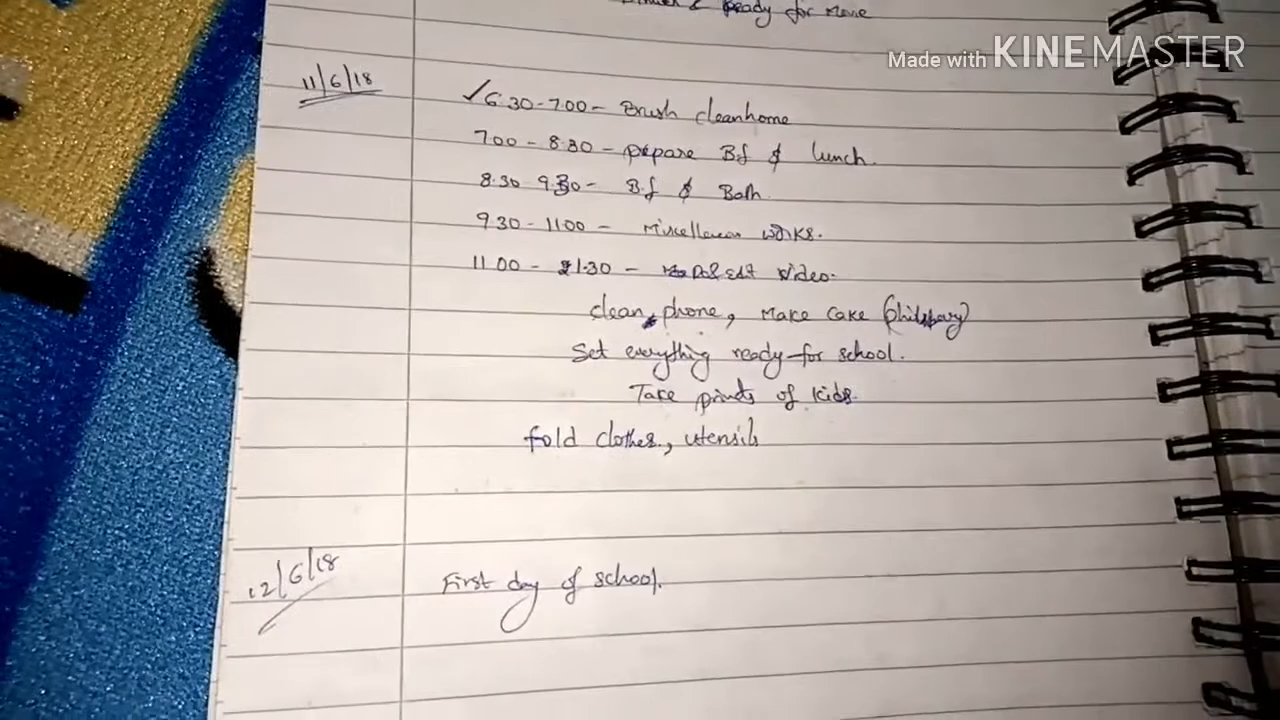 & Ready for Movie
Made with KINEMASTER
11/6/18
✓6.30-7.00 - Brush cleanhome
7.00 - 8.30 - prepare B.f & lunch.
8.30 9.30 - B.f & Bath.
9.30 - 11.00 - works.
11.00 - 1.30 - Edit video.
clean, phone, Make cake
Set everything ready for school.
Take prints of kids.
fold clothes, utensils
12/6/18
First day of school.